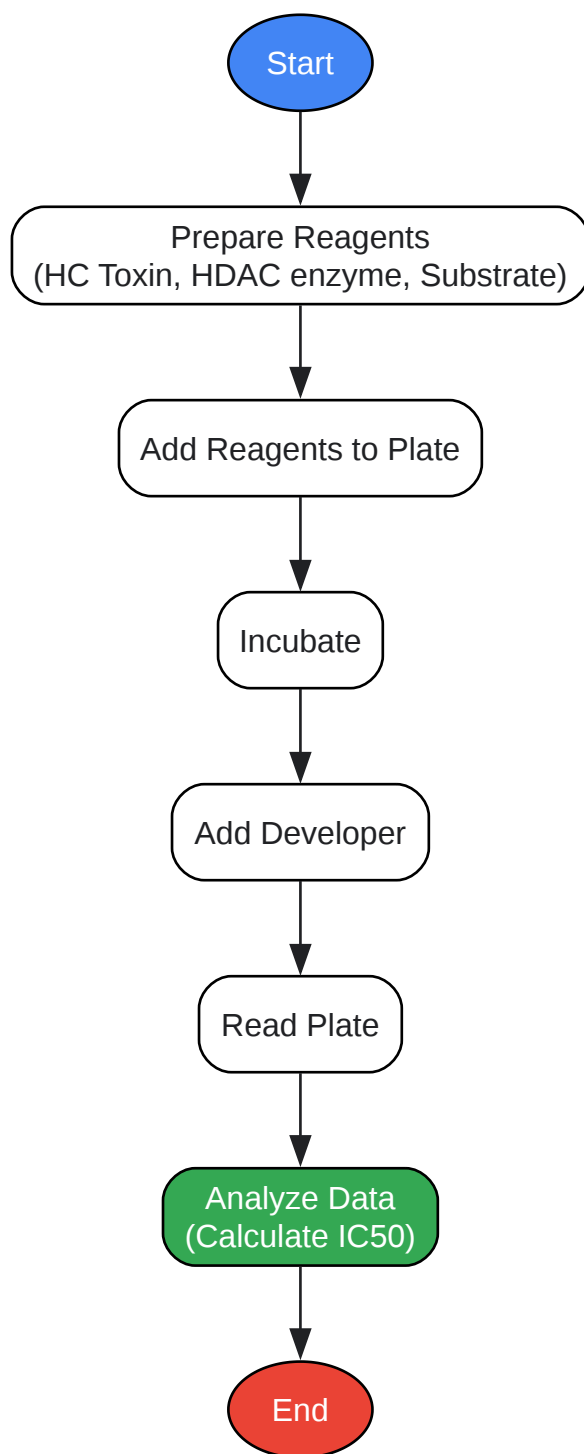 Start
Prepare Reagents
(HC Toxin, HDAC enzyme, Substrate)
Add Reagents to Plate
Incubate
Add Developer
Read Plate
Analyze Data
(Calculate IC50)
End